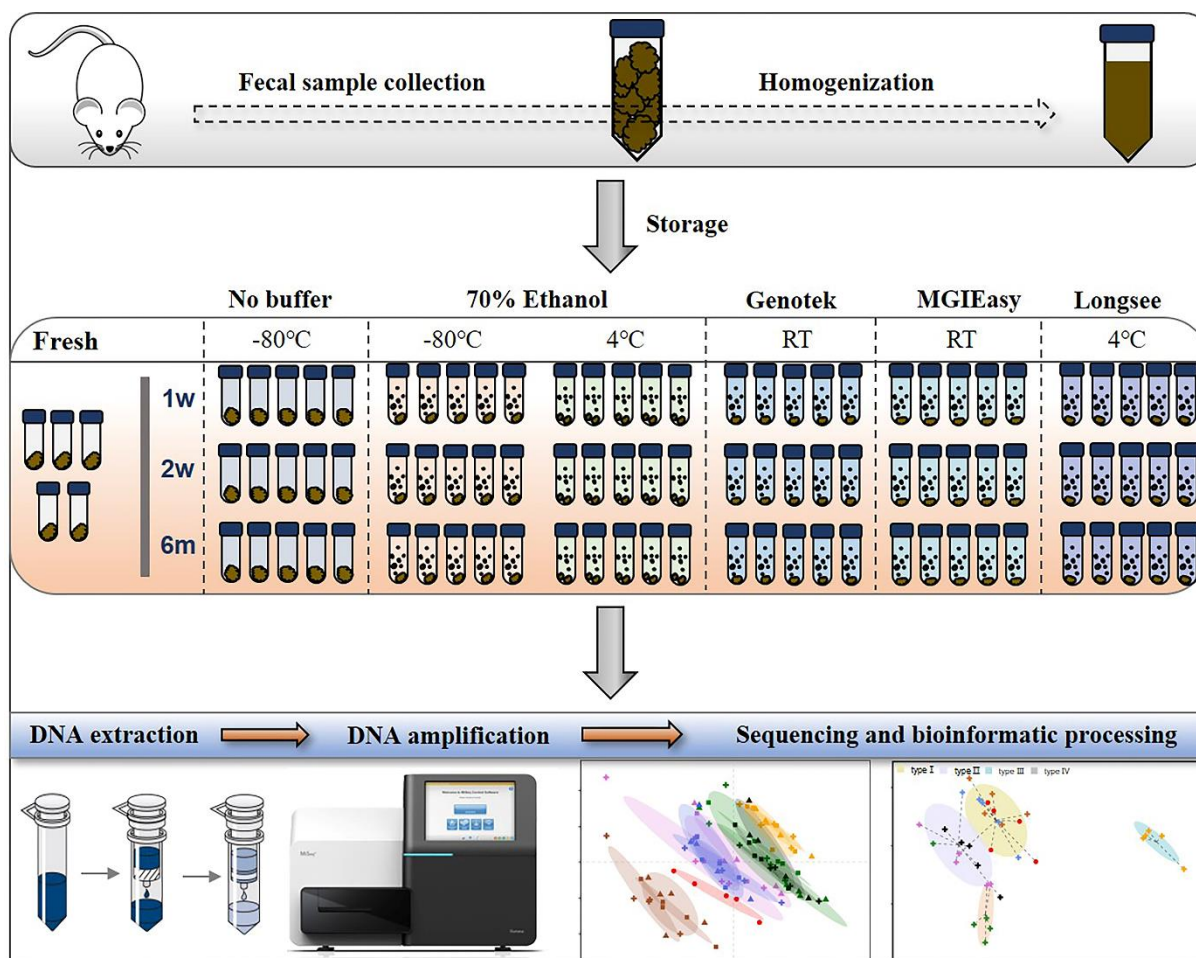 Fecal sample collection
Homogenization
Storage
No buffer
70% Ethanol
Genotek
MGIEasy
Longsee
Fresh
-80°C
-80°C
4°C
RT
RT
4°C
1w
2w
6m
DNA extraction
DNA amplification
Sequencing and bioinformatic processing
type I
type II
type III
type IV
MiSeq